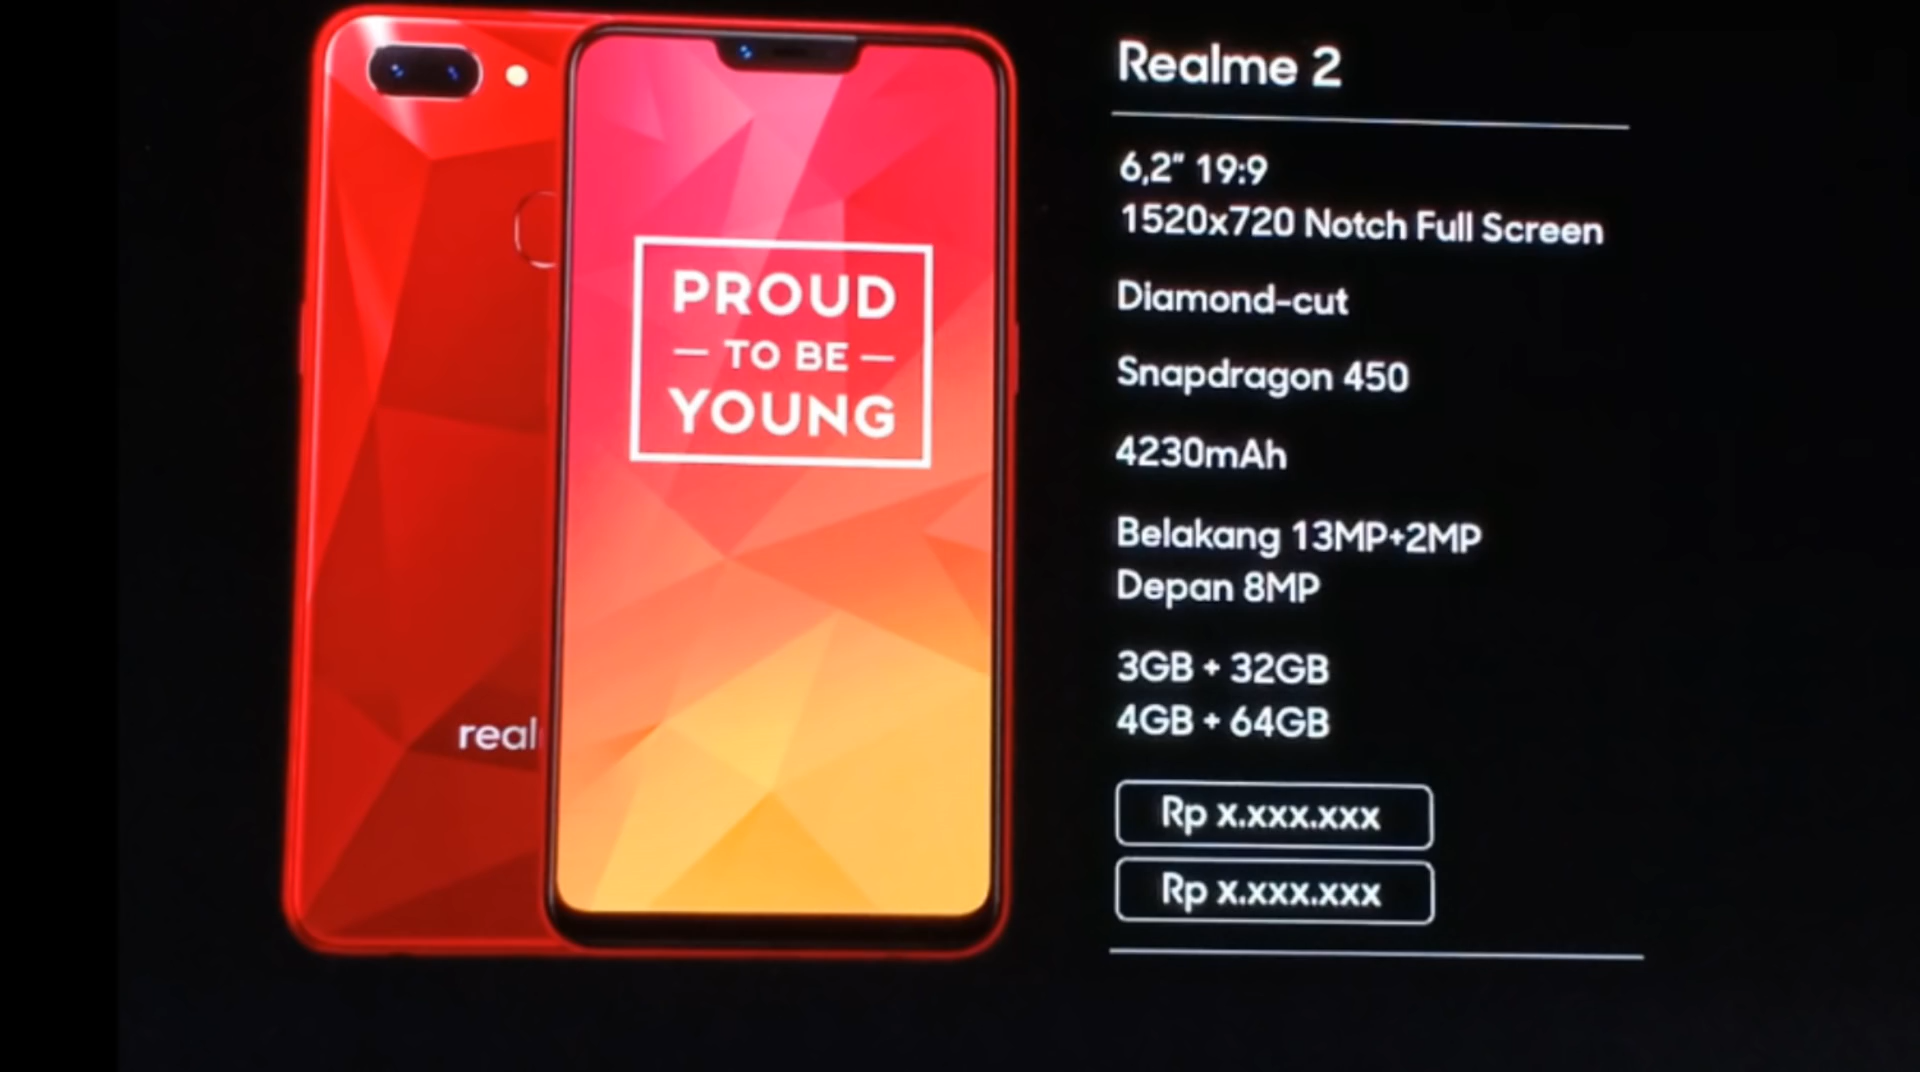 PROUD
— TO BE —
YOUNG
real
Realme 2
6,2" 19:9
1520x720 Notch Full Screen
Diamond-cut
Snapdragon 450
4230mAh
Belakang 13MP+2MP
Depan 8MP
3GB + 32GB
4GB + 64GB
Rp x.xxx.xxx
Rp x.xxx.xxx